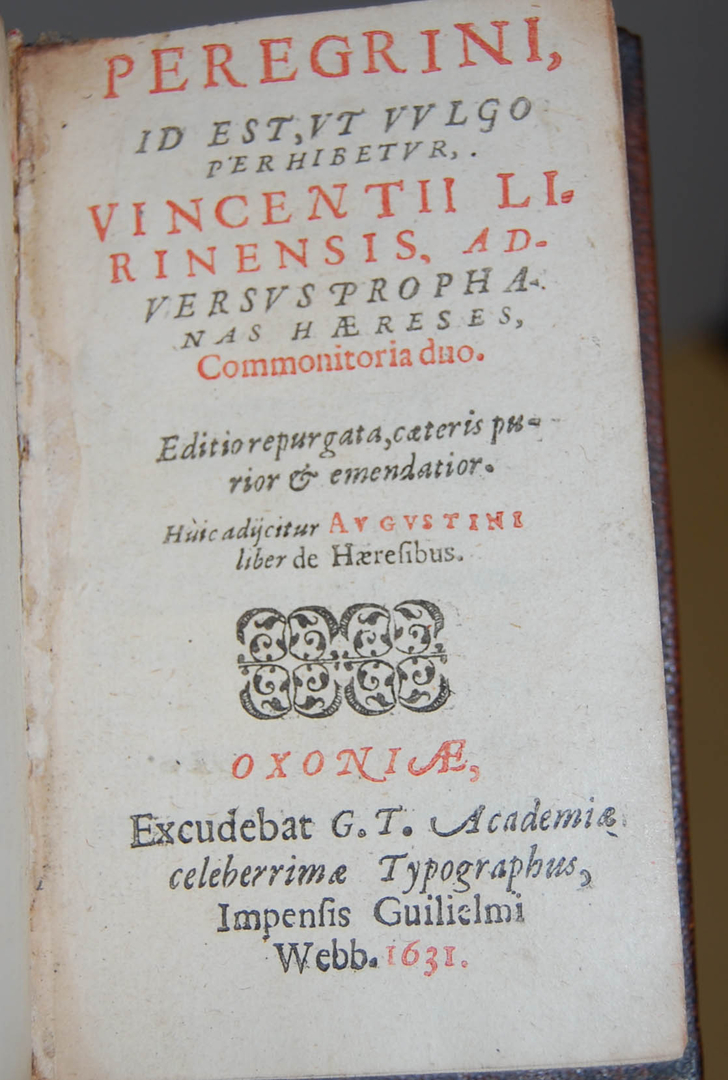 PEREGRINI,
ID EST, VT VVLGO
PERHIBETVR,.
VINCENTII LI-
RINENSIS, AD-
VERSVS PROPHA-
NAS HÆRESES,
Commonitoria duo.
Editio repurgata, cæteris pu-
rior & emendatior.
Huic adijcitur AVGVSTINI
liber de Hæresibus.
OXONIÆ,
Excudebat G. T. Academiæ
celeberrimæ Typographus,
Impenſis Guilielmi
Webb. 1631.